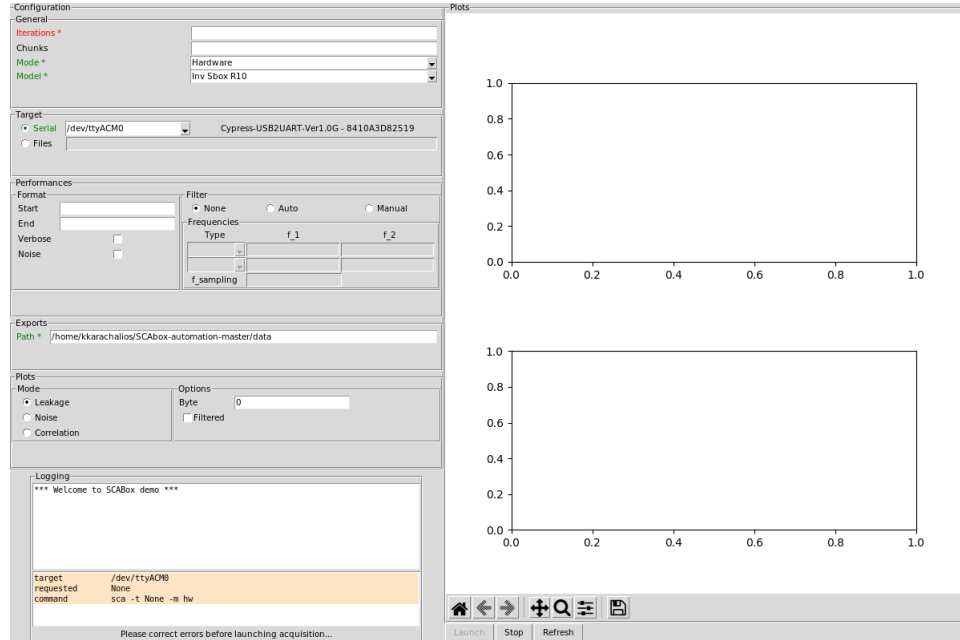 Configuration
General
Iterations *
Chunks
Mode * Hardware
Model * Inv Sbox R10
Target
Serial /dev/ttyACM0 Cypress-USB2UART-Ver1.0G - 8410A3D82519
Files
Performances
Format
Start
End
Verbose
Noise
Filter
None Auto Manual
Frequencies
Type f_1 f_2
f_sampling
Exports
Path * /home/kkarachalios/SCAbox-automation-master/data
Plots
Mode
Leakage
Noise
Correlation
Options
Byte 0
Filtered
Logging
*** Welcome to SCABox demo ***
target /dev/ttyACM0
requested None
command sca -t None -m hw
Please correct errors before launching acquisition...
Plots
1.0
0.8
0.6
0.4
0.2
0.0
0.0 0.2 0.4 0.6 0.8 1.0
1.0
0.8
0.6
0.4
0.2
0.0
0.0 0.2 0.4 0.6 0.8 1.0
Launch Stop Refresh